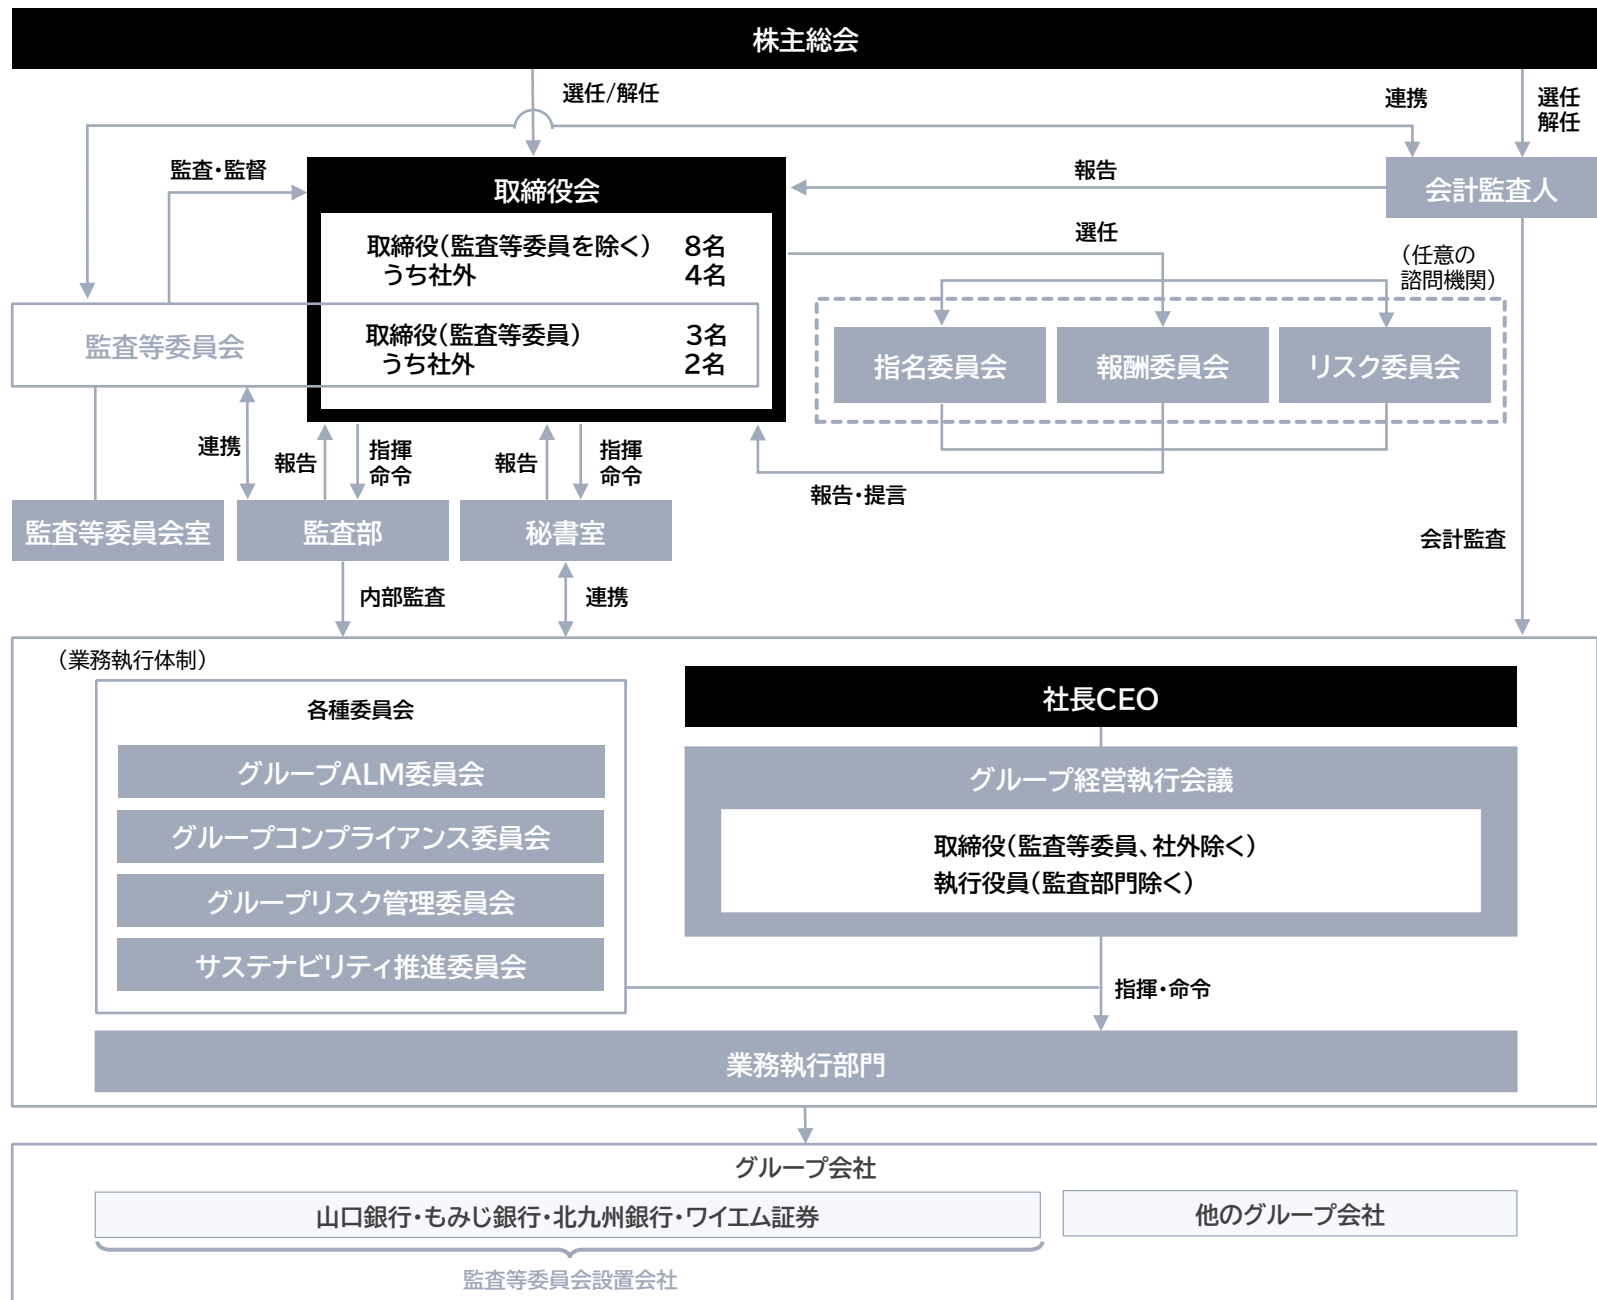 株主総会
選任/解任
連携
選任
解任
監査・監督
取締役会
報告
会計監査人
取締役(監査等委員を除く) 8名
うち社外 4名
選任
(任意の
諮問機関)
監査等委員会
取締役(監査等委員) 3名
うち社外 2名
指名委員会
報酬委員会
リスク委員会
連携
報告
指揮
命令
報告
指揮
命令
報告・提言
監査等委員会室
監査部
秘書室
会計監査
内部監査
連携
(業務執行体制)
各種委員会
グループALM委員会
グループコンプライアンス委員会
グループリスク管理委員会
サステナビリティ推進委員会
社長CEO
グループ経営執行会議
取締役(監査等委員、社外除く)
執行役員(監査部門除く)
指揮・命令
業務執行部門
グループ会社
山口銀行・もみじ銀行・北九州銀行・ワイエム証券
他のグループ会社
監査等委員会設置会社